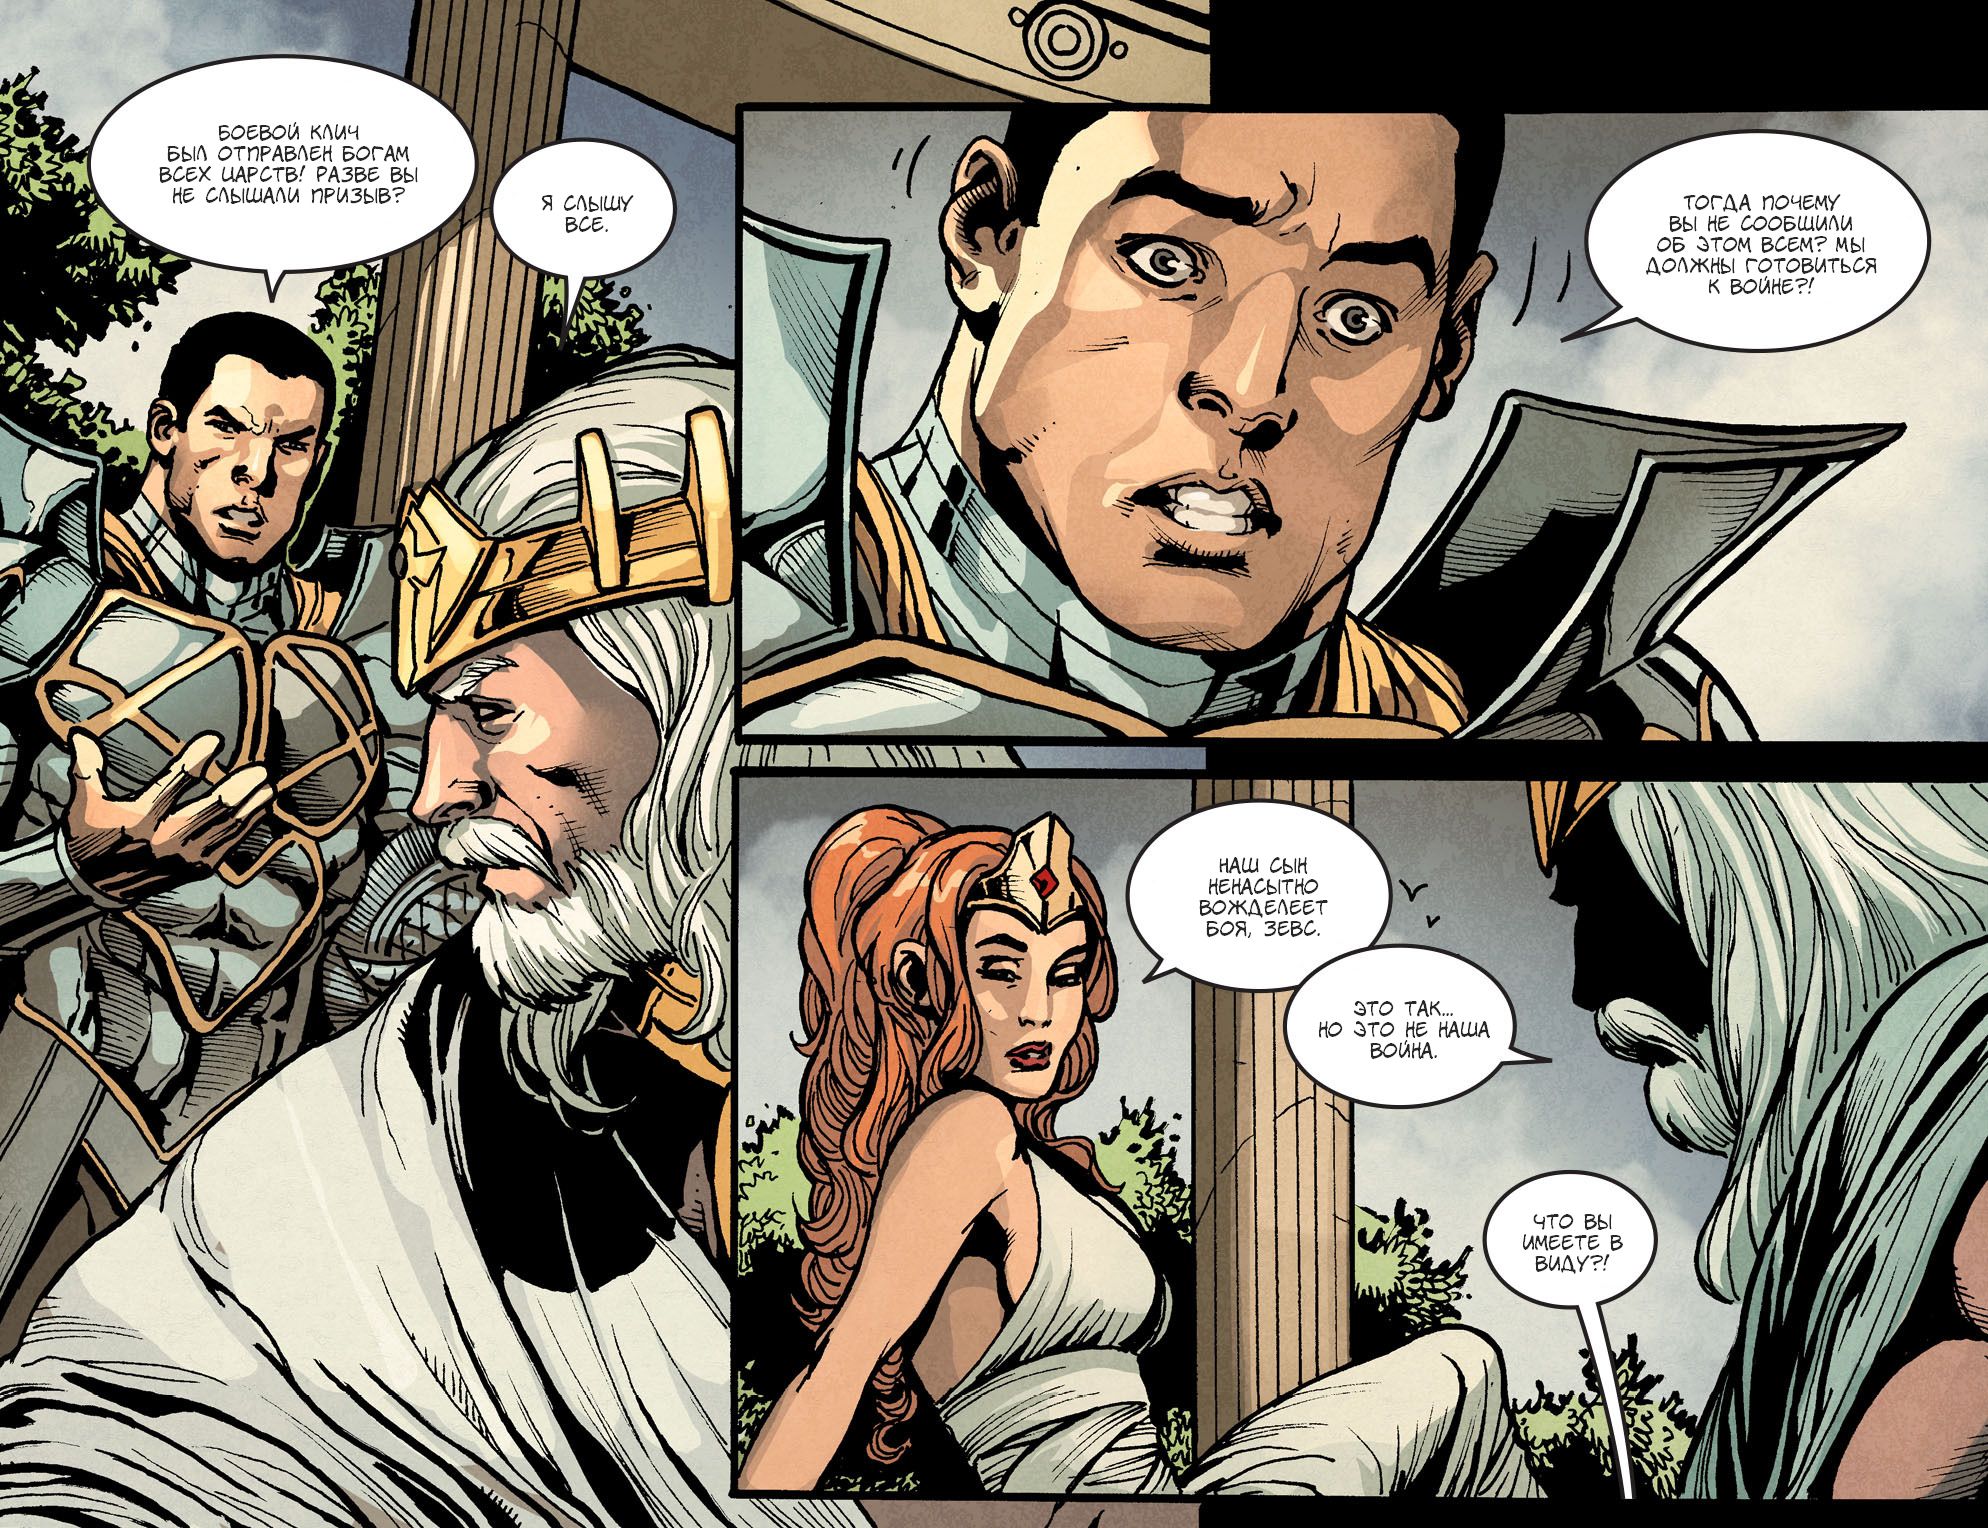 БОЕВОЙ КЛИЧ
БЫЛ ОТПРАВЛЕН БОГАМ
ВСЕХ ЦАРСТВ! РАЗВЕ ВЫ
НЕ СЛЫШАЛИ ПРИЗЫВ?
Я СЛЫШУ
ВСЕ.
ТОГДА ПОЧЕМУ
ВЫ НЕ СООБЩИЛИ
ОБ ЭТОМ ВСЕМ? МЫ
ДОЛЖНЫ ГОТОВИТЬСЯ
К ВОЙНЕ?!
НАШ СЫН
НЕНАСЫТНО
ВОЖДЕЛЕЕТ
БОЯ, ЗЕВС.
ЭТО ТАК...
НО ЭТО НЕ НАША
ВОЙНА.
ЧТО ВЫ
ИМЕЕТЕ В
ВИДУ?!